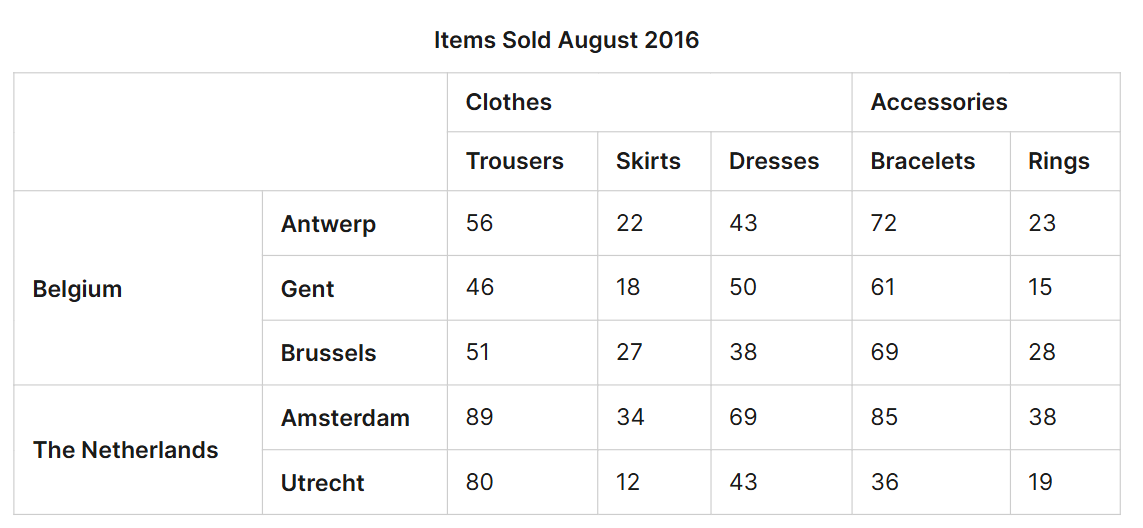 Items Sold August 2016
Clothes Accessories
Trousers Skirts Dresses Bracelets Rings
Belgium
Antwerp 56 22 43 72 23
Gent 46 18 50 61 15
Brussels 51 27 38 69 28
The Netherlands
Amsterdam 89 34 69 85 38
Utrecht 80 12 43 36 19